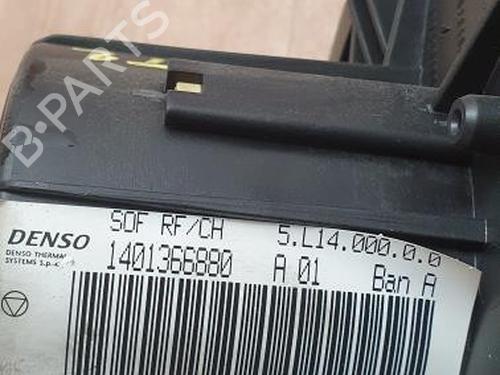 B-PARTS
SOF RF/CH 5.L14.000.0.0
DENSO
DENSO THERMAL
SYSTEMS S.p.A.
1401366880 A 01 Ban A